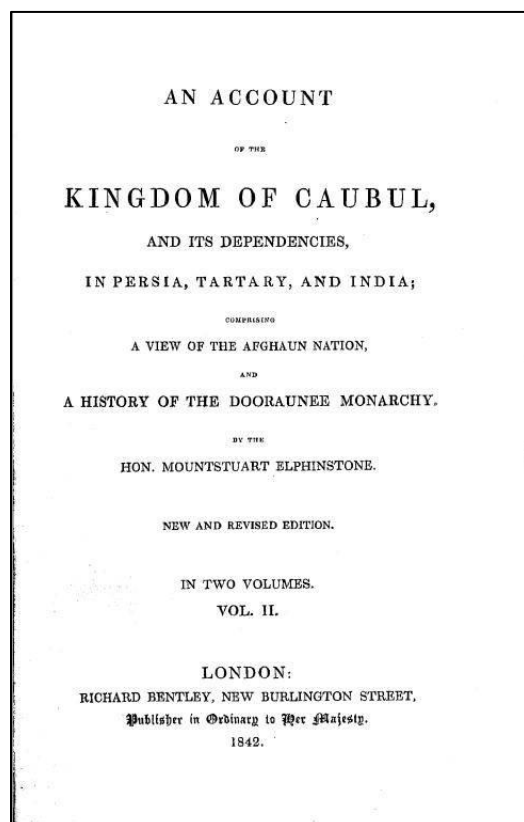 AN ACCOUNT
OF THE
KINGDOM OF CAUBUL,
AND ITS DEPENDENCIES,
IN PERSIA, TARTARY, AND INDIA;
COMPRISING
A VIEW OF THE AFGHAUN NATION,
AND
A HISTORY OF THE DOORAUNEE MONARCHY.
BY THE
HON. MOUNTSTUART ELPHINSTONE.
NEW AND REVISED EDITION.
IN TWO VOLUMES.
VOL. II.
LONDON:
RICHARD BENTLEY, NEW BURLINGTON STREET,
Publisher in Ordinary to Her Majesty.
1842.